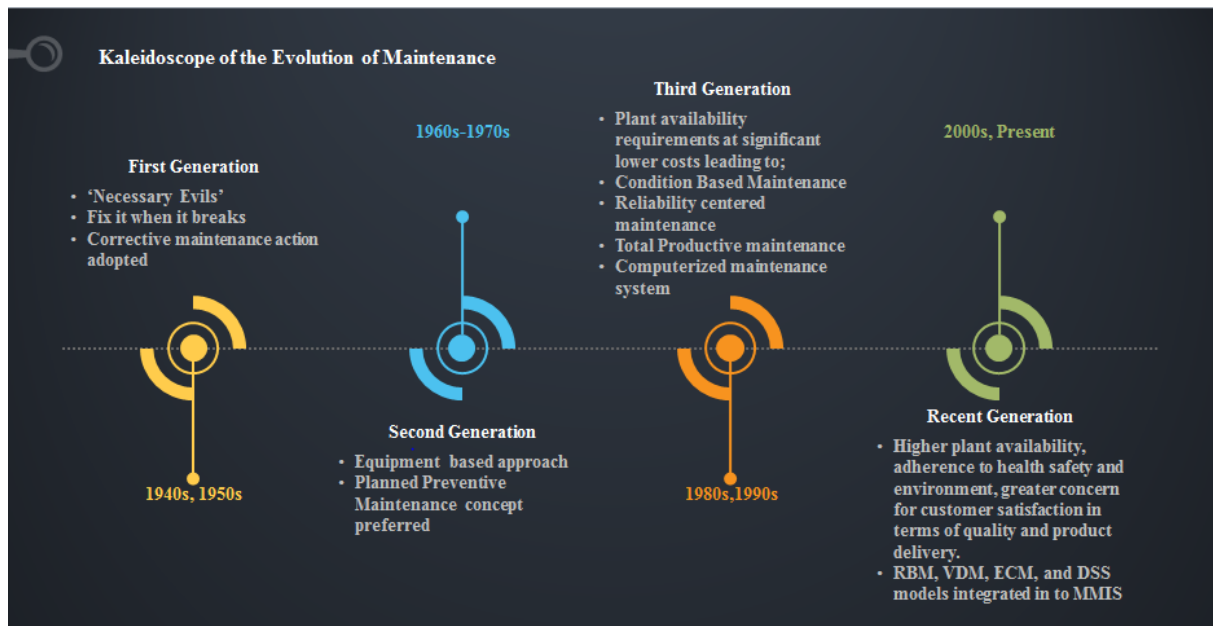 Kaleidoscope of the Evolution of Maintenance
First Generation
• ‘Necessary Evils’
• Fix it when it breaks
• Corrective maintenance action
adopted
1940s, 1950s
1960s-1970s
Second Generation
• Equipment based approach
• Planned Preventive
Maintenance concept
preferred
Third Generation
• Plant availability
requirements at significant
lower costs leading to;
• Condition Based Maintenance
• Reliability centered
maintenance
• Total Productive maintenance
• Computerized maintenance
system
1980s,1990s
2000s, Present
Recent Generation
• Higher plant availability,
adherence to health safety and
environment, greater concern
for customer satisfaction in
terms of quality and product
delivery.
• RBM, VDM, ECM, and DSS
models integrated in to MMIS